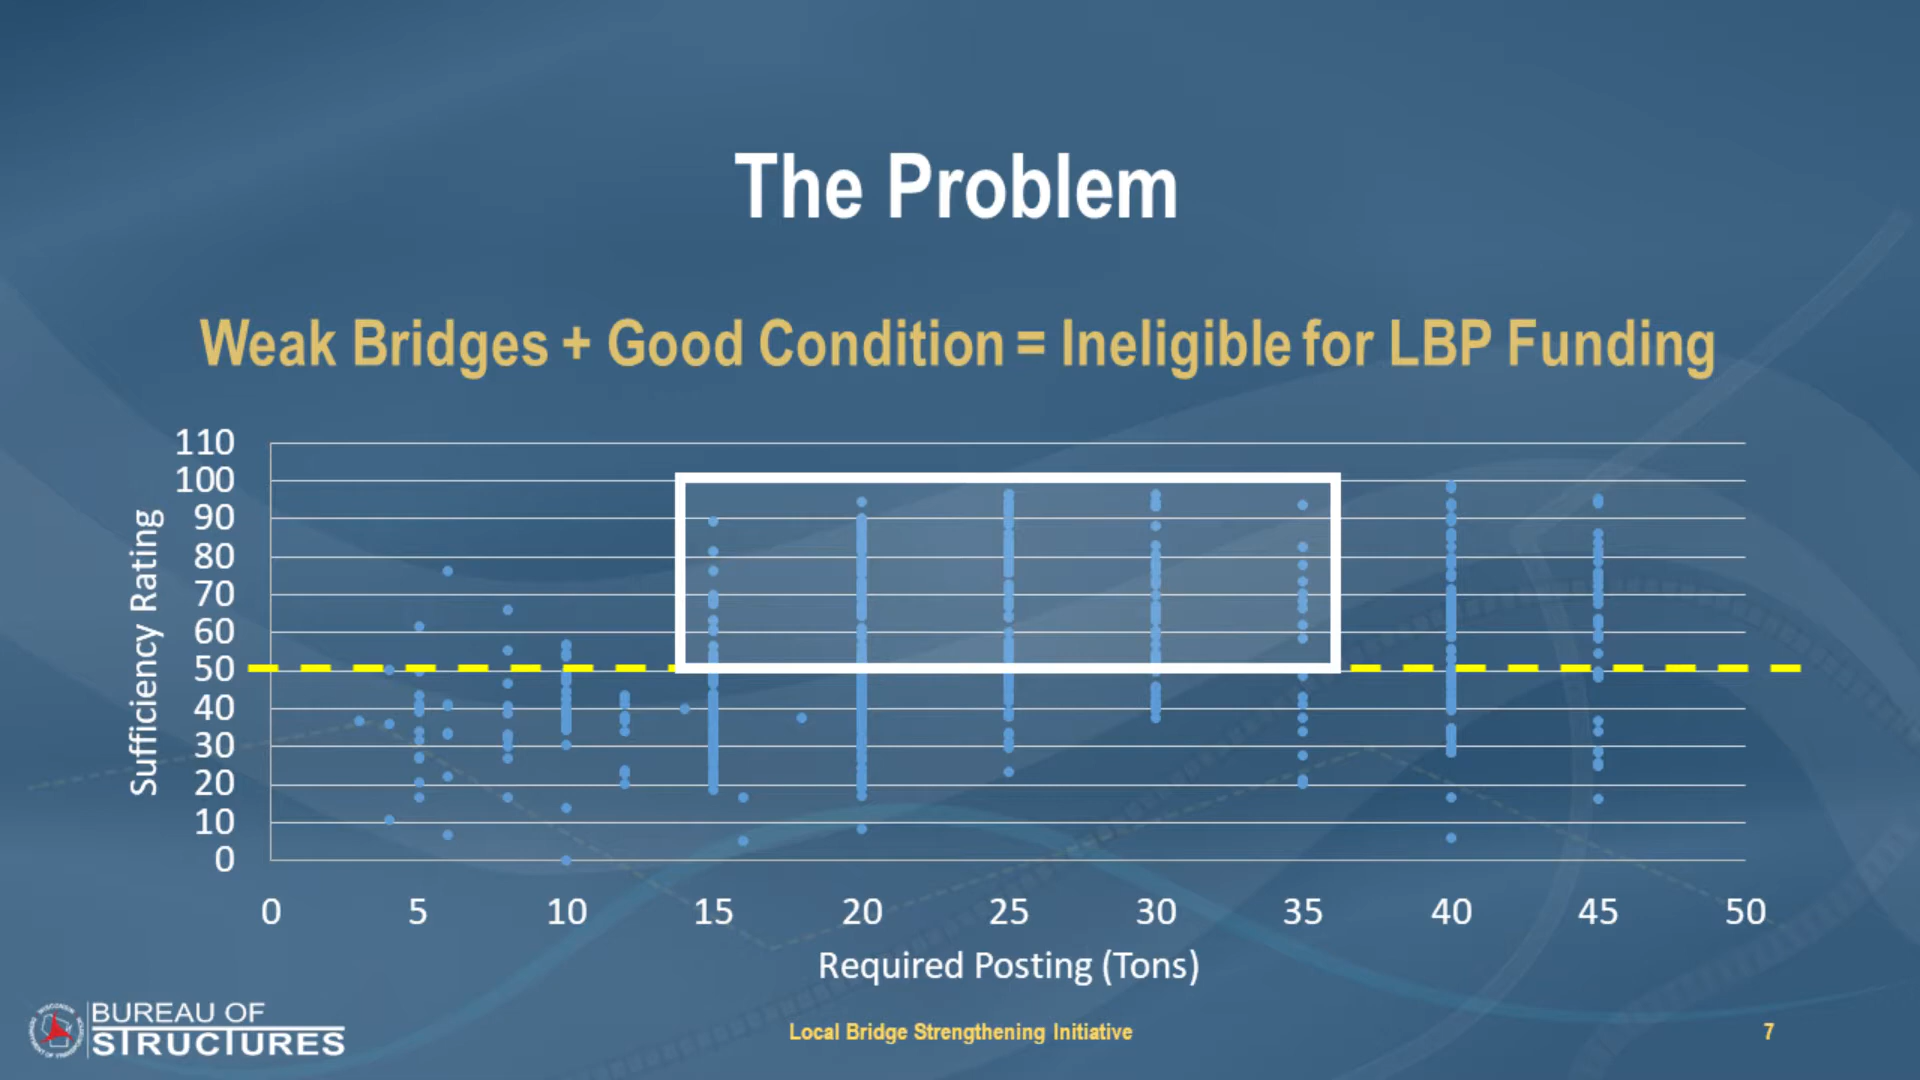 The Problem
Weak Bridges + Good Condition = Ineligible for LBP Funding
110
100
90
80
70
60
50
40
30
20
10
0
Sufficiency Rating
0 5 10 15 20 25 30 35 40 45 50
Required Posting (Tons)
BUREAU OF
STRUCTURES
Local Bridge Strengthening Initiative
7